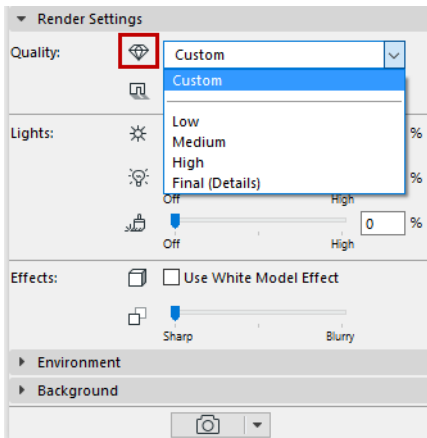 Render Settings
Quality:
Custom
Custom
Low
Medium
High
Final (Details)
Lights:
%
%
Off High
0 %
Off High
Effects:
Use White Model Effect
Sharp Blurry
Environment
Background